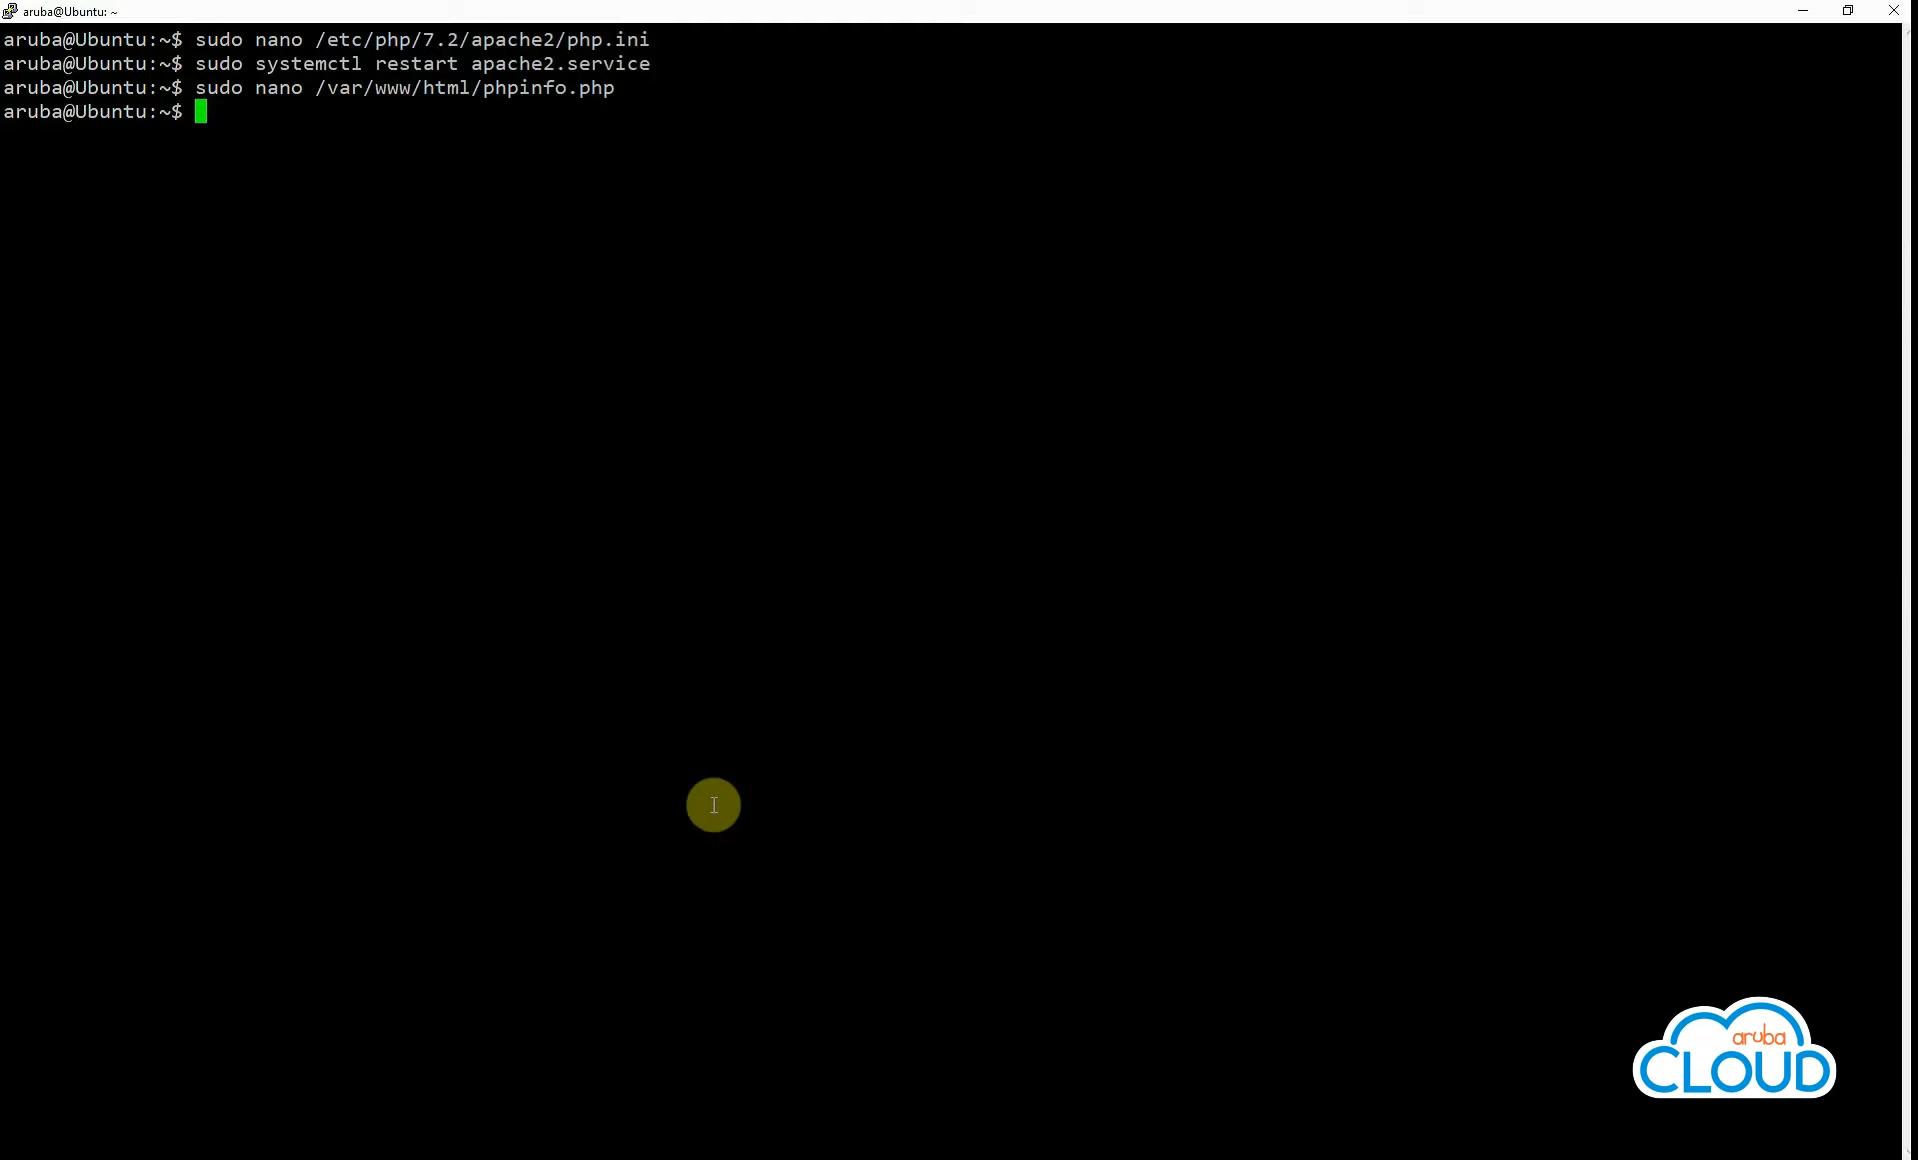 aruba@Ubuntu: ~
aruba@Ubuntu:~$ sudo nano /etc/php/7.2/apache2/php.ini
aruba@Ubuntu:~$ sudo systemctl restart apache2.service
aruba@Ubuntu:~$ sudo nano /var/www/html/phpinfo.php
aruba@Ubuntu:~$
aruba
CLOUD